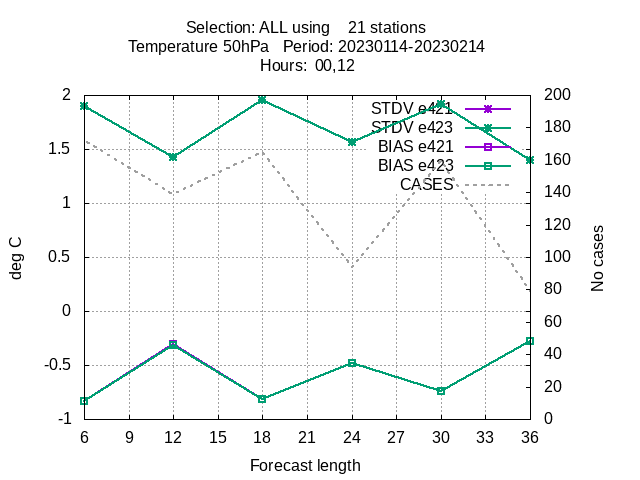 Selection: ALL using 21 stations
Temperature 50hPa Period: 20230114-20230214
Hours: 00,12
STDV e421
STDV e423
BIAS e421
BIAS e423
CASES
2
1.5
1
0.5
0
-0.5
-1
deg C
200
180
160
140
120
100
80
60
40
20
0
No cases
6 9 12 15 18 21 24 27 30 33 36
Forecast length